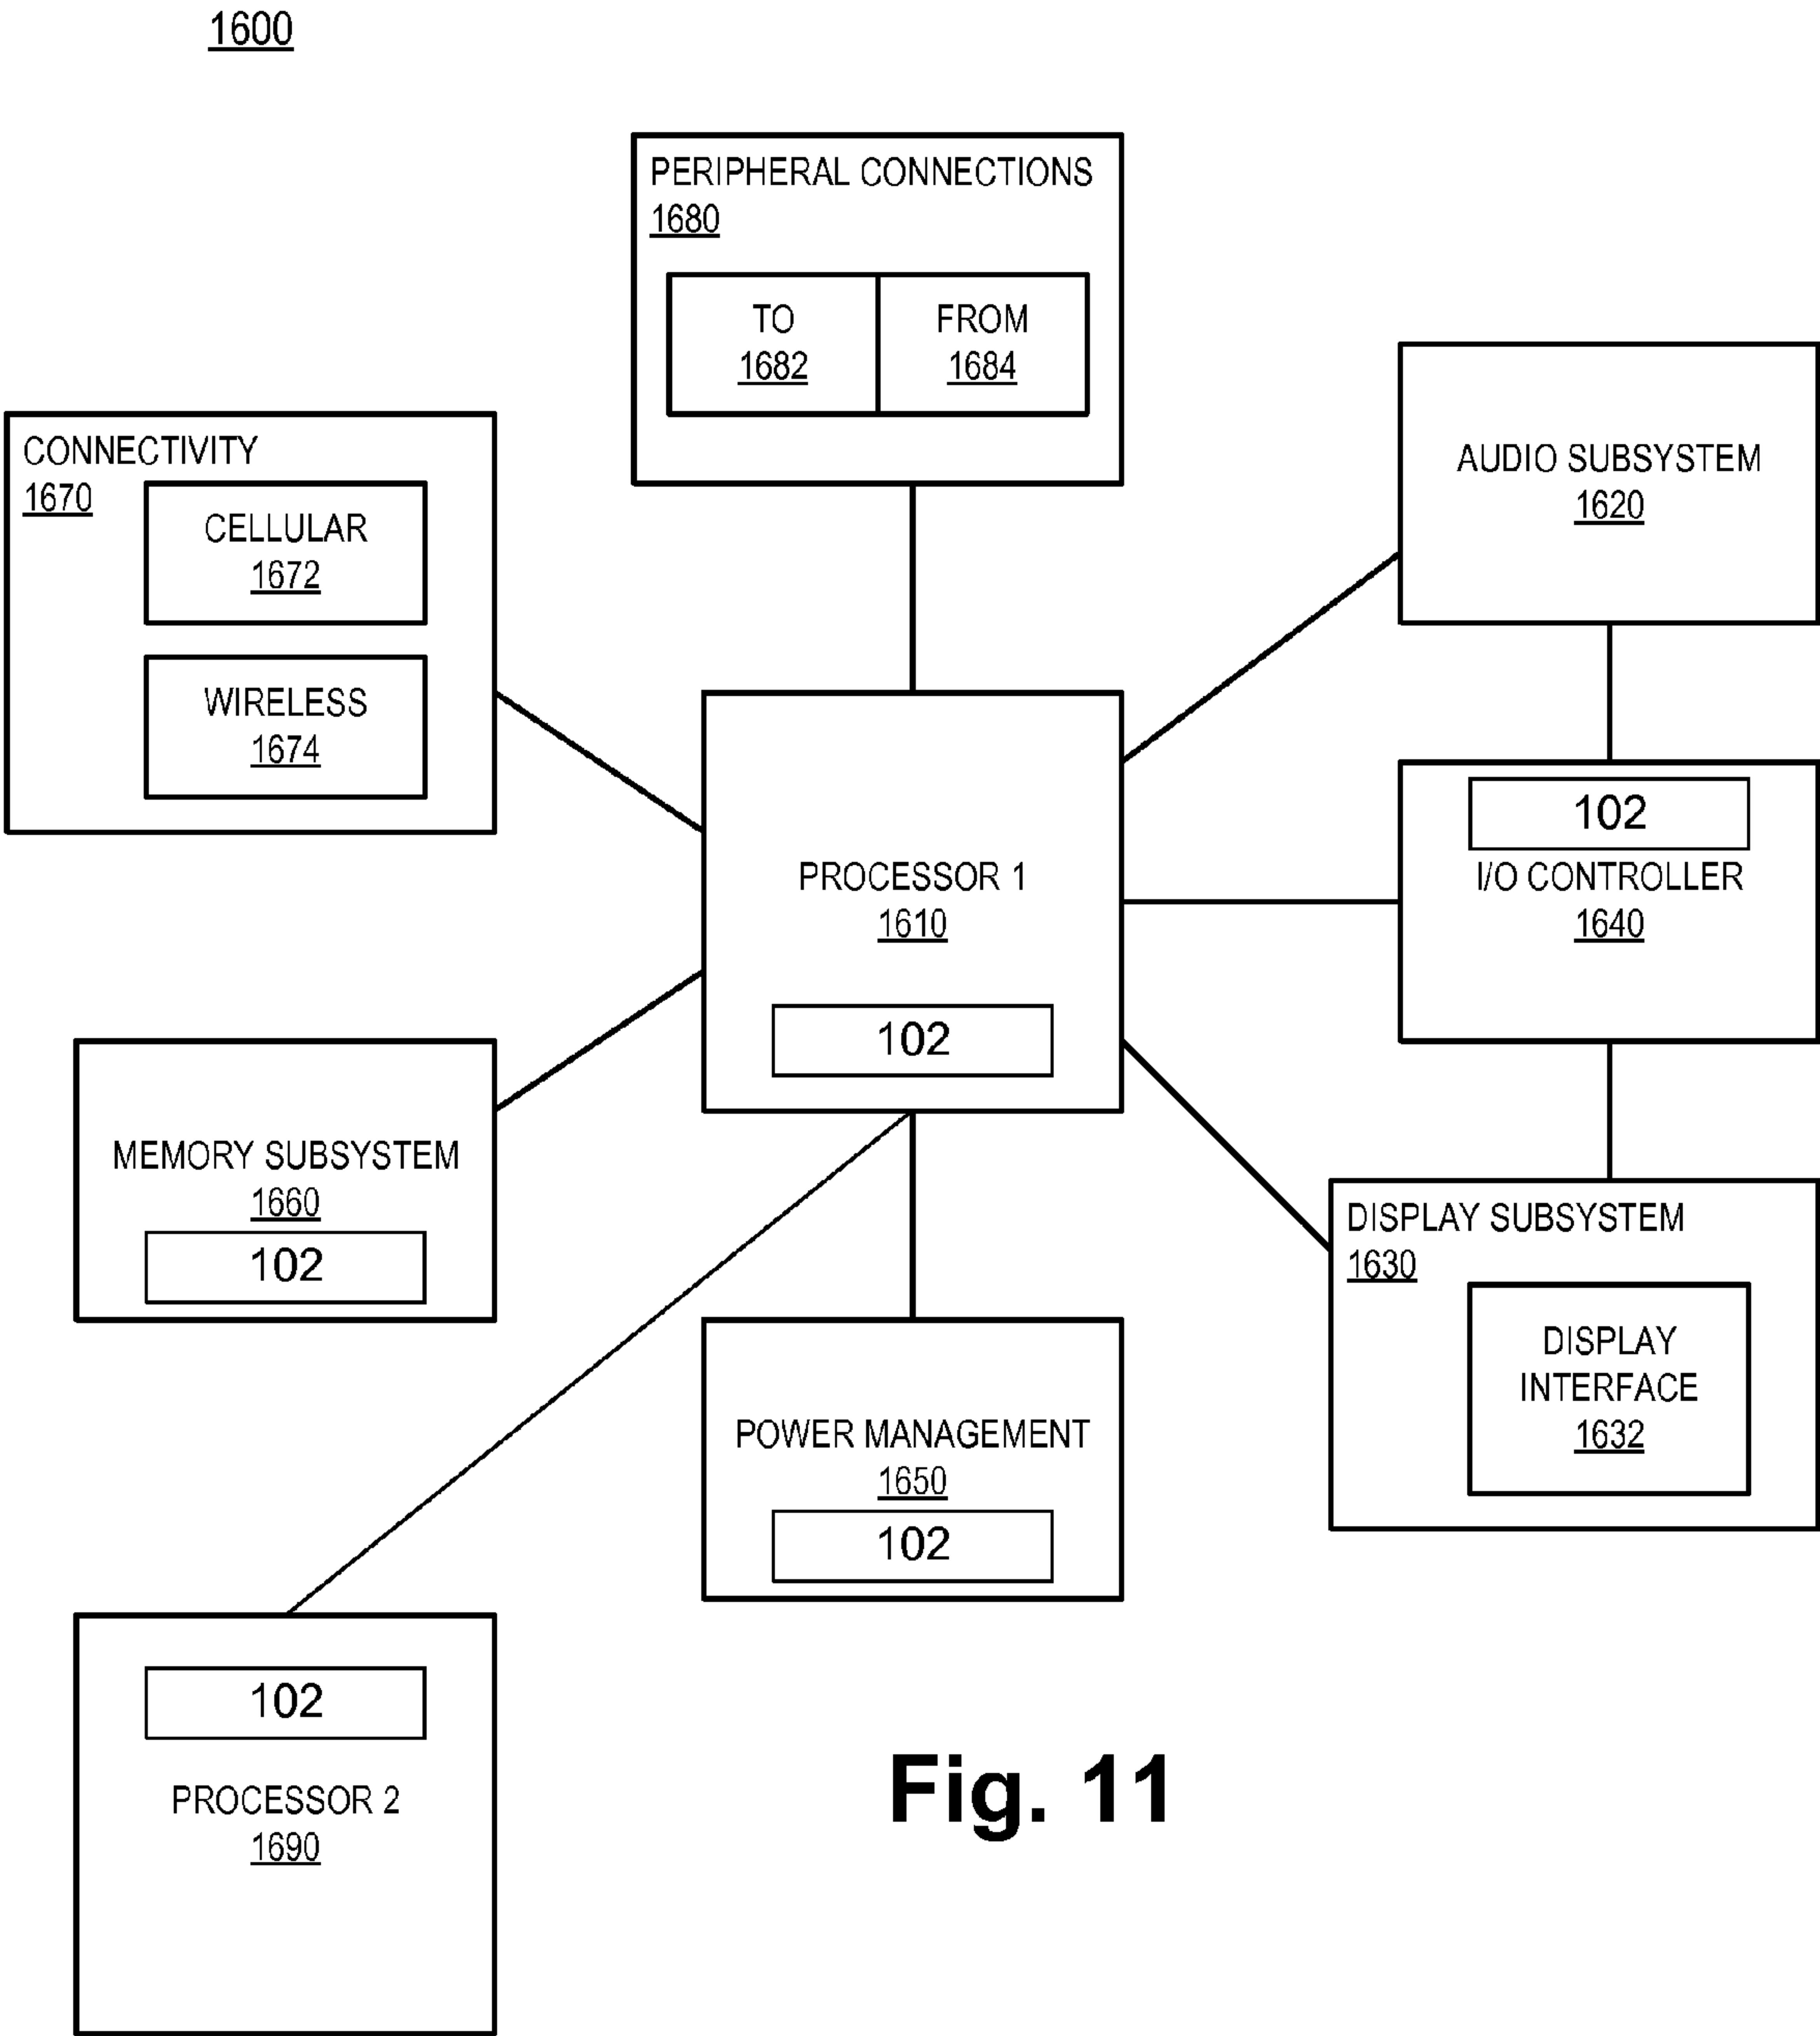 1600
PERIPHERAL CONNECTIONS
1680
TO
1682
FROM
1684
CONNECTIVITY
1670
CELLULAR
1672
WIRELESS
1674
AUDIO SUBSYSTEM
1620
PROCESSOR 1
1610
102
102
I/O CONTROLLER
1640
MEMORY SUBSYSTEM
1660
102
DISPLAY SUBSYSTEM
1630
DISPLAY
INTERFACE
1632
POWER MANAGEMENT
1650
102
102
PROCESSOR 2
1690
Fig. 11